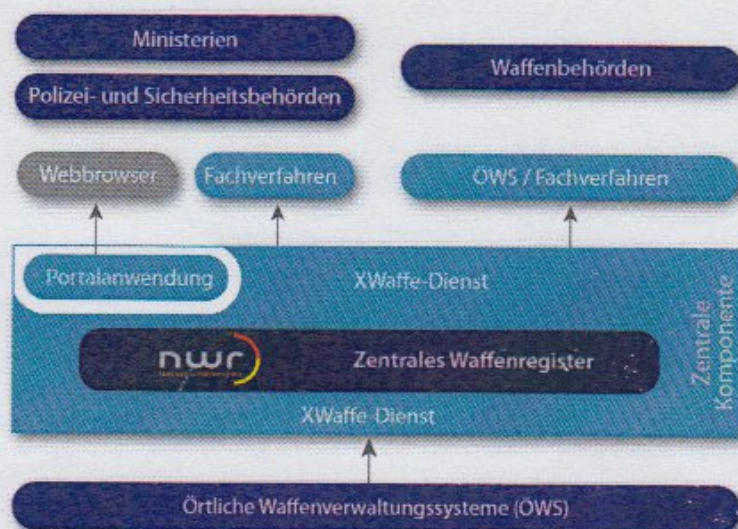 Ministerien
Waffenbehörden
Polizei- und Sicherheitsbehörden
Webbrowser
Fachverfahren
ÖWS / Fachverfahren
Portalanwendung
XWaffe-Dienst
Zentrale
Komponente
nwr
Zentrales Waffenregister
XWaffe-Dienst
Örtliche Waffenverwaltungssysteme (ÖWS)